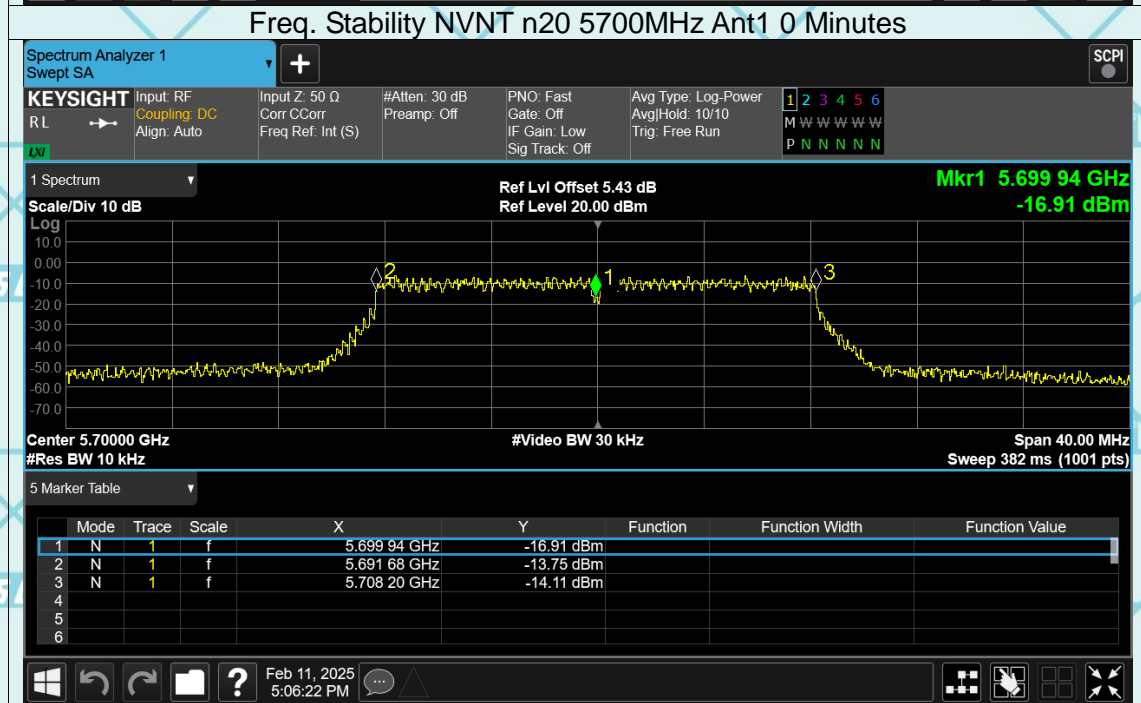 Freq. Stability NVNT n20 5700MHz Ant1 0 Minutes
Spectrum Analyzer 1
Swept SA
SCPI
KEYSIGHT Input: RF Input Z: 50 Ω #Atten: 30 dB PNO: Fast Avg Type: Log-Power 1 2 3 4 5 6
RL Coupling: DC Corr CCorr Preamp: Off Gate: Off Avg|Hold: 10/10 M W W W W W
Align: Auto Freq Ref: Int (S) IF Gain: Low Trig: Free Run
LXI Sig Track: Off P N N N N N
1 Spectrum Ref Lvl Offset 5.43 dB Mkr1 5.699 94 GHz
Scale/Div 10 dB Ref Level 20.00 dBm -16.91 dBm
Log
10.0
0.00
2 1 3
-10.0
-20.0
-30.0
-40.0
-50.0
-60.0
-70.0
Center 5.70000 GHz #Video BW 30 kHz Span 40.00 MHz
#Res BW 10 kHz Sweep 382 ms (1001 pts)
5 Marker Table
Mode Trace Scale X Y Function Function Width Function Value
1 N 1 f 5.699 94 GHz -16.91 dBm
2 N 1 f 5.691 68 GHz -13.75 dBm
3 N 1 f 5.708 20 GHz -14.11 dBm
4
5
6
? Feb 11, 2025
5:06:22 PM